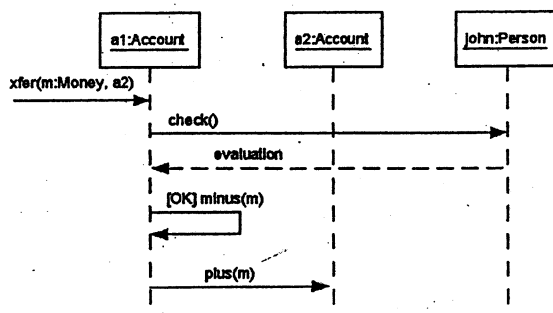 a1:Account
a2:Account
john:Person
xfer(m:Money, a2)
check()
evaluation
[OK] minus(m)
plus(m)